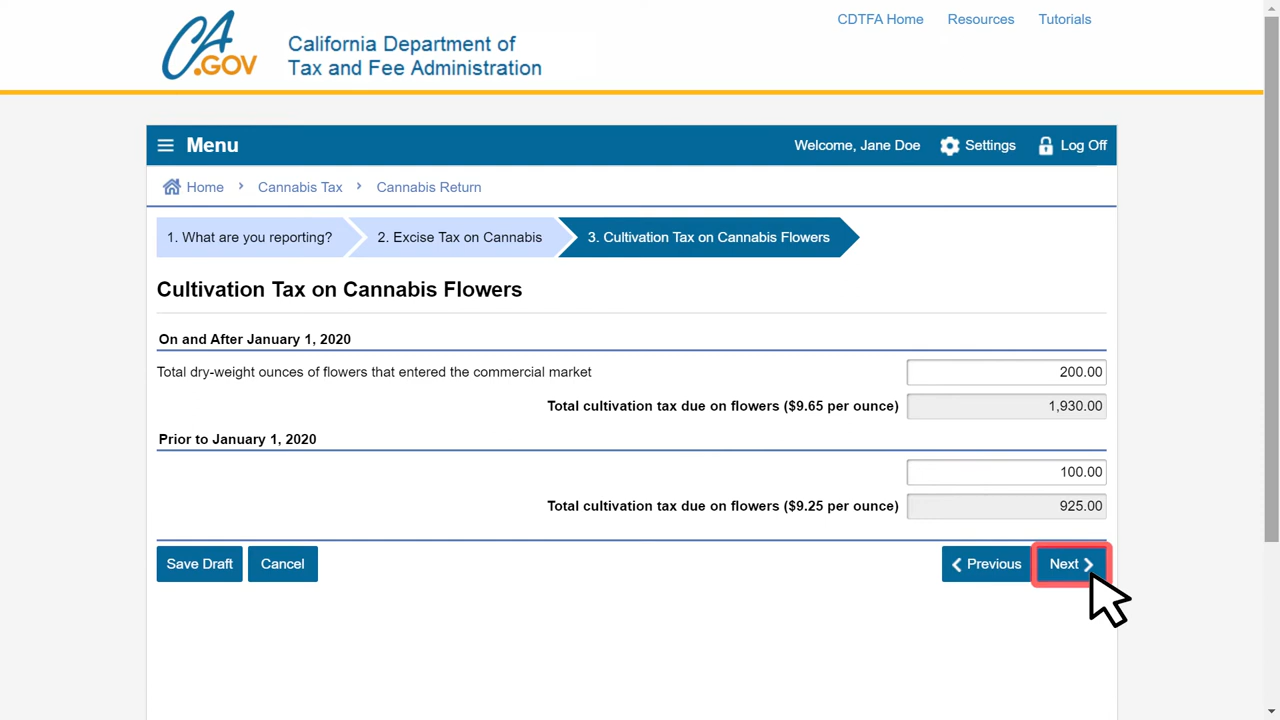 CDTFA Home Resources Tutorials
CA
.GOV
California Department of
Tax and Fee Administration
Menu Welcome, Jane Doe Settings Log Off
Home Cannabis Tax Cannabis Return
1. What are you reporting? 2. Excise Tax on Cannabis 3. Cultivation Tax on Cannabis Flowers
Cultivation Tax on Cannabis Flowers
On and After January 1, 2020
Total dry-weight ounces of flowers that entered the commercial market 200.00
Total cultivation tax due on flowers ($9.65 per ounce) 1,930.00
Prior to January 1, 2020
100.00
Total cultivation tax due on flowers ($9.25 per ounce) 925.00
Save Draft Cancel Previous Next